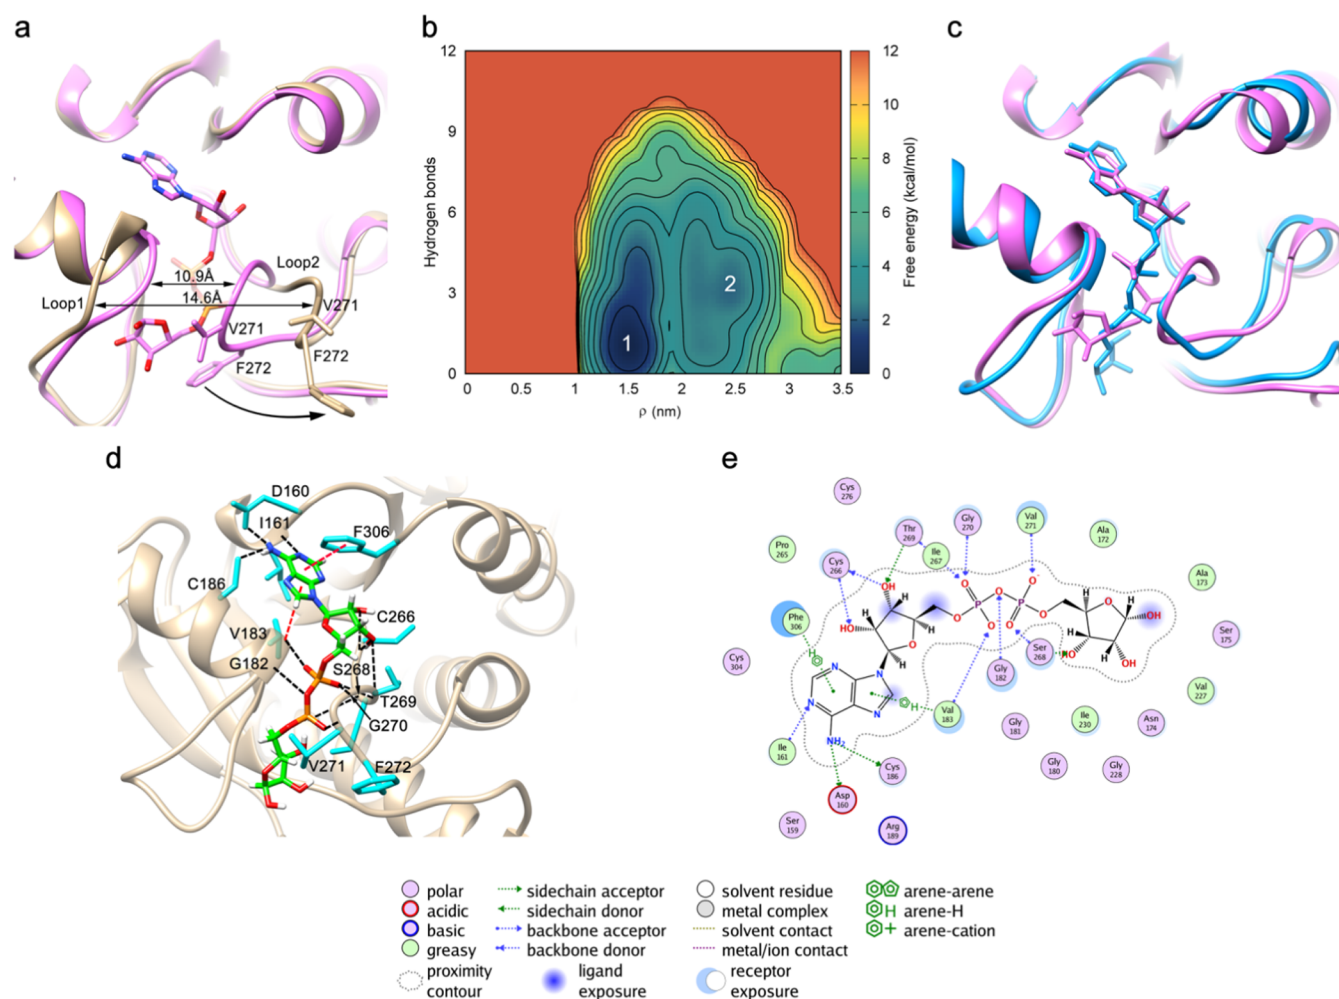 a
10.9Å
14.6Å
Loop1
Loop2
V271
V271
F272
F272
b
12
9
6
3
0
Hydrogen bonds
0
0.5
1
1.5
2
2.5
3
3.5
ρ (nm)
1
2
12
10
8
6
4
2
0
Free energy (kcal/mol)
c
d
D160
I161
F306
C186
C266
V183
G182
S268
T269
G270
V271
F272
e
Cys
276
Thr
269
Gly
270
Val
271
Ala
172
Pro
265
Cys
266
Ile
267
Ala
173
Phe
306
Ser
175
Cys
304
Ser
268
Gly
182
Val
227
Val
183
Gly
181
Ile
230
Asn
174
Ile
161
Cys
186
Gly
180
Gly
228
Asp
160
Ser
159
Arg
189
OH
OH
H
H
H
H
O
O
O
P
O
O
O⁻
P
O
O
O
H
H
H
H
OH
HO
OH
N
N
N
N
NH₂
H
H
polar
acidic
basic
greasy
proximity
contour
sidechain acceptor
sidechain donor
backbone acceptor
backbone donor
ligand
exposure
solvent residue
metal complex
solvent contact
metal/ion contact
receptor
exposure
arene-arene
H arene-H
+ arene-cation